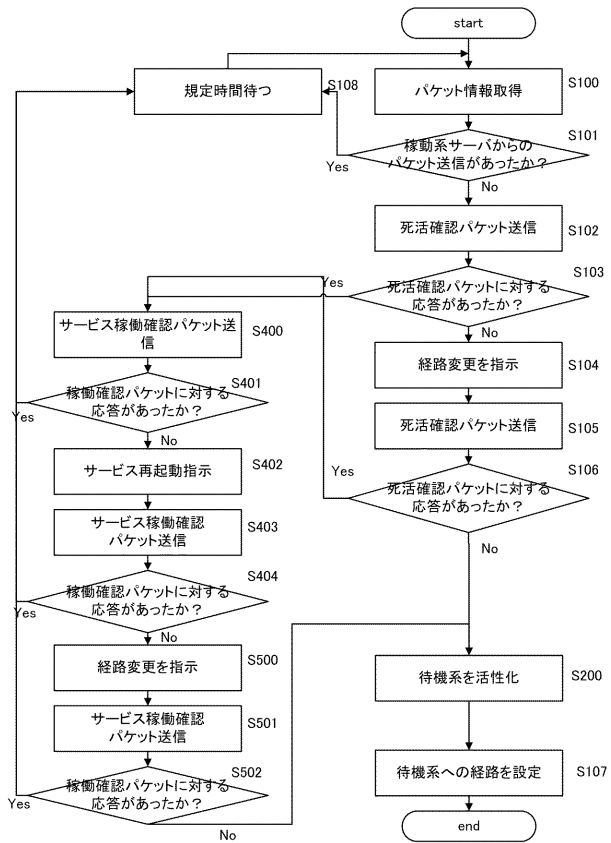 start
規定時間待つ
S108
パケット情報取得
S100
稼動系サーバからの
パケット送信があったか？
S101
Yes
No
死活確認パケット送信
S102
死活確認パケットに対する
応答があったか？
S103
Yes
No
サービス稼働確認パケット送
信
S400
経路変更を指示
S104
稼働確認パケットに対する
応答があったか？
S401
Yes
No
死活確認パケット送信
S105
サービス再起動指示
S402
死活確認パケットに対する
応答があったか？
S106
Yes
No
サービス稼働確認
パケット送信
S403
稼働確認パケットに対する
応答があったか？
S404
Yes
No
経路変更を指示
S500
待機系を活性化
S200
サービス稼働確認
パケット送信
S501
稼働確認パケットに対する
応答があったか？
S502
Yes
No
待機系への経路を設定
S107
end